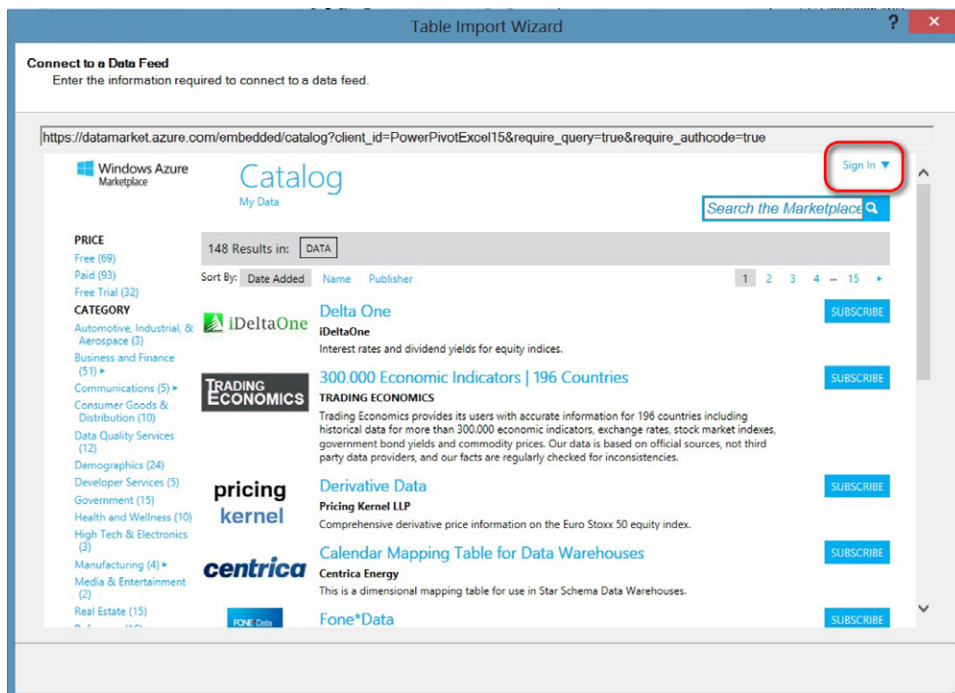 Table Import Wizard
?
Connect to a Data Feed
Enter the information required to connect to a data feed.
https://datamarket.azure.com/embedded/catalog?client_id=PowerPivotExcel15&require_query=true&require_authcode=true
Windows Azure
Marketplace
Catalog
My Data
Sign In ▼
Search the Marketplace
PRICE
Free (69)
Paid (93)
Free Trial (32)
CATEGORY
Automotive, Industrial, &
Aerospace (3)
Business and Finance
(51) ▸
Communications (5) ▸
Consumer Goods &
Distribution (10)
Data Quality Services
(12)
Demographics (24)
Developer Services (5)
Government (15)
Health and Wellness (10)
High Tech & Electronics
(3)
Manufacturing (4) ▸
Media & Entertainment
(2)
Real Estate (15)
148 Results in: DATA
Sort By: Date Added Name Publisher
1 2 3 4 – 15 ▸
iDeltaOne
Delta One
SUBSCRIBE
iDeltaOne
Interest rates and dividend yields for equity indices.
TRADING
ECONOMICS
300.000 Economic Indicators | 196 Countries
SUBSCRIBE
TRADING ECONOMICS
Trading Economics provides its users with accurate information for 196 countries including
historical data for more than 300.000 economic indicators, exchange rates, stock market indexes,
government bond yields and commodity prices. Our data is based on official sources, not third
party data providers, and our facts are regularly checked for inconsistencies.
pricing
kernel
Derivative Data
SUBSCRIBE
Pricing Kernel LLP
Comprehensive derivative price information on the Euro Stoxx 50 equity index.
centrica
Calendar Mapping Table for Data Warehouses
SUBSCRIBE
Centrica Energy
This is a dimensional mapping table for use in Star Schema Data Warehouses.
FONE Data
Fone*Data
SUBSCRIBE